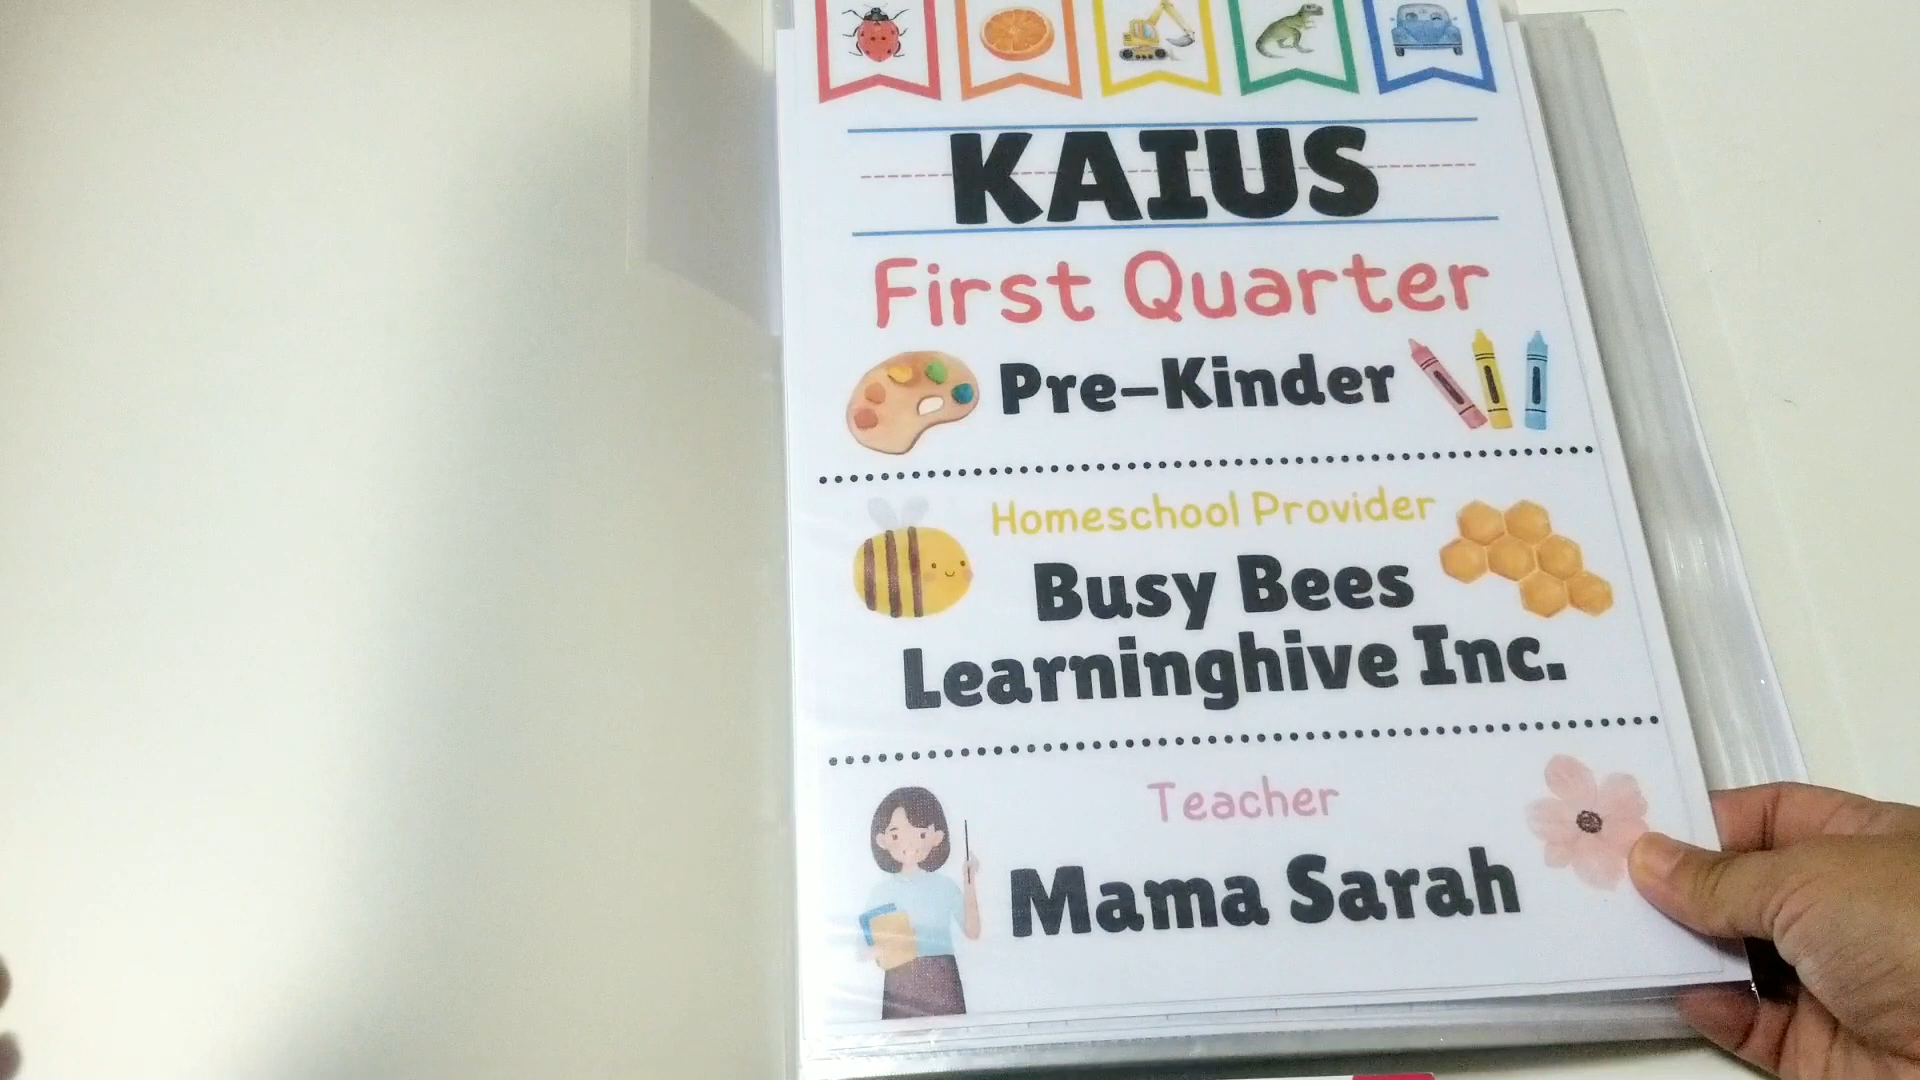 KAIUS
First Quarter
Pre-Kinder
Homeschool Provider
Busy Bees
Learninghive Inc.
Teacher
Mama Sarah